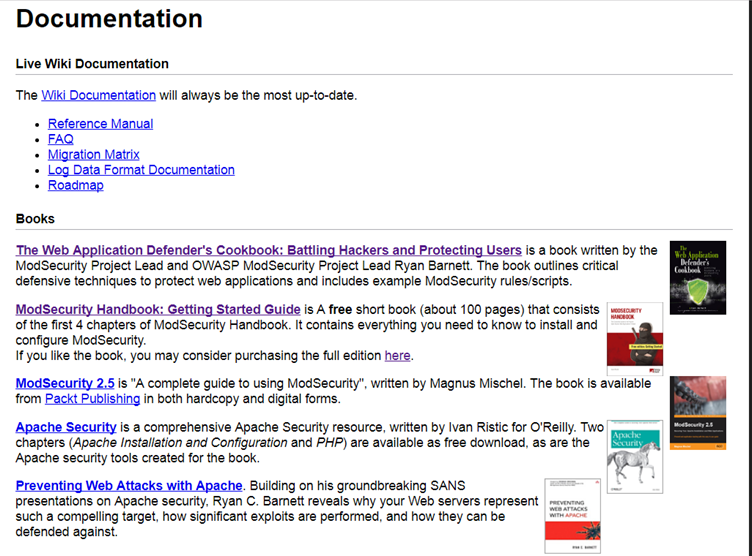 Documentation
Live Wiki Documentation
The Wiki Documentation will always be the most up-to-date.
Reference Manual
FAQ
Migration Matrix
Log Data Format Documentation
Roadmap
Books
The Web Application Defender's Cookbook: Battling Hackers and Protecting Users is a book written by the
ModSecurity Project Lead and OWASP ModSecurity Project Lead Ryan Barnett. The book outlines critical
defensive techniques to protect web applications and includes example ModSecurity rules/scripts.
The
Web Application
Defender's
Cookbook
ModSecurity Handbook: Getting Started Guide is A free short book (about 100 pages) that consists
of the first 4 chapters of ModSecurity Handbook. It contains everything you need to know to install and
configure ModSecurity.
If you like the book, you may consider purchasing the full edition here.
MODSECURITY
HANDBOOK
ModSecurity 2.5 is "A complete guide to using ModSecurity", written by Magnus Mischel. The book is available
from Packt Publishing in both hardcopy and digital forms.
ModSecurity 2.5
Apache Security is a comprehensive Apache Security resource, written by Ivan Ristic for O'Reilly. Two
chapters (Apache Installation and Configuration and PHP) are available as free download, as are the
Apache security tools created for the book.
Apache
Security
Preventing Web Attacks with Apache. Building on his groundbreaking SANS
presentations on Apache security, Ryan C. Barnett reveals why your Web servers represent
such a compelling target, how significant exploits are performed, and how they can be
defended against.
PREVENTING
WEB ATTACKS
WITH APACHE
RYAN C. BARNETT